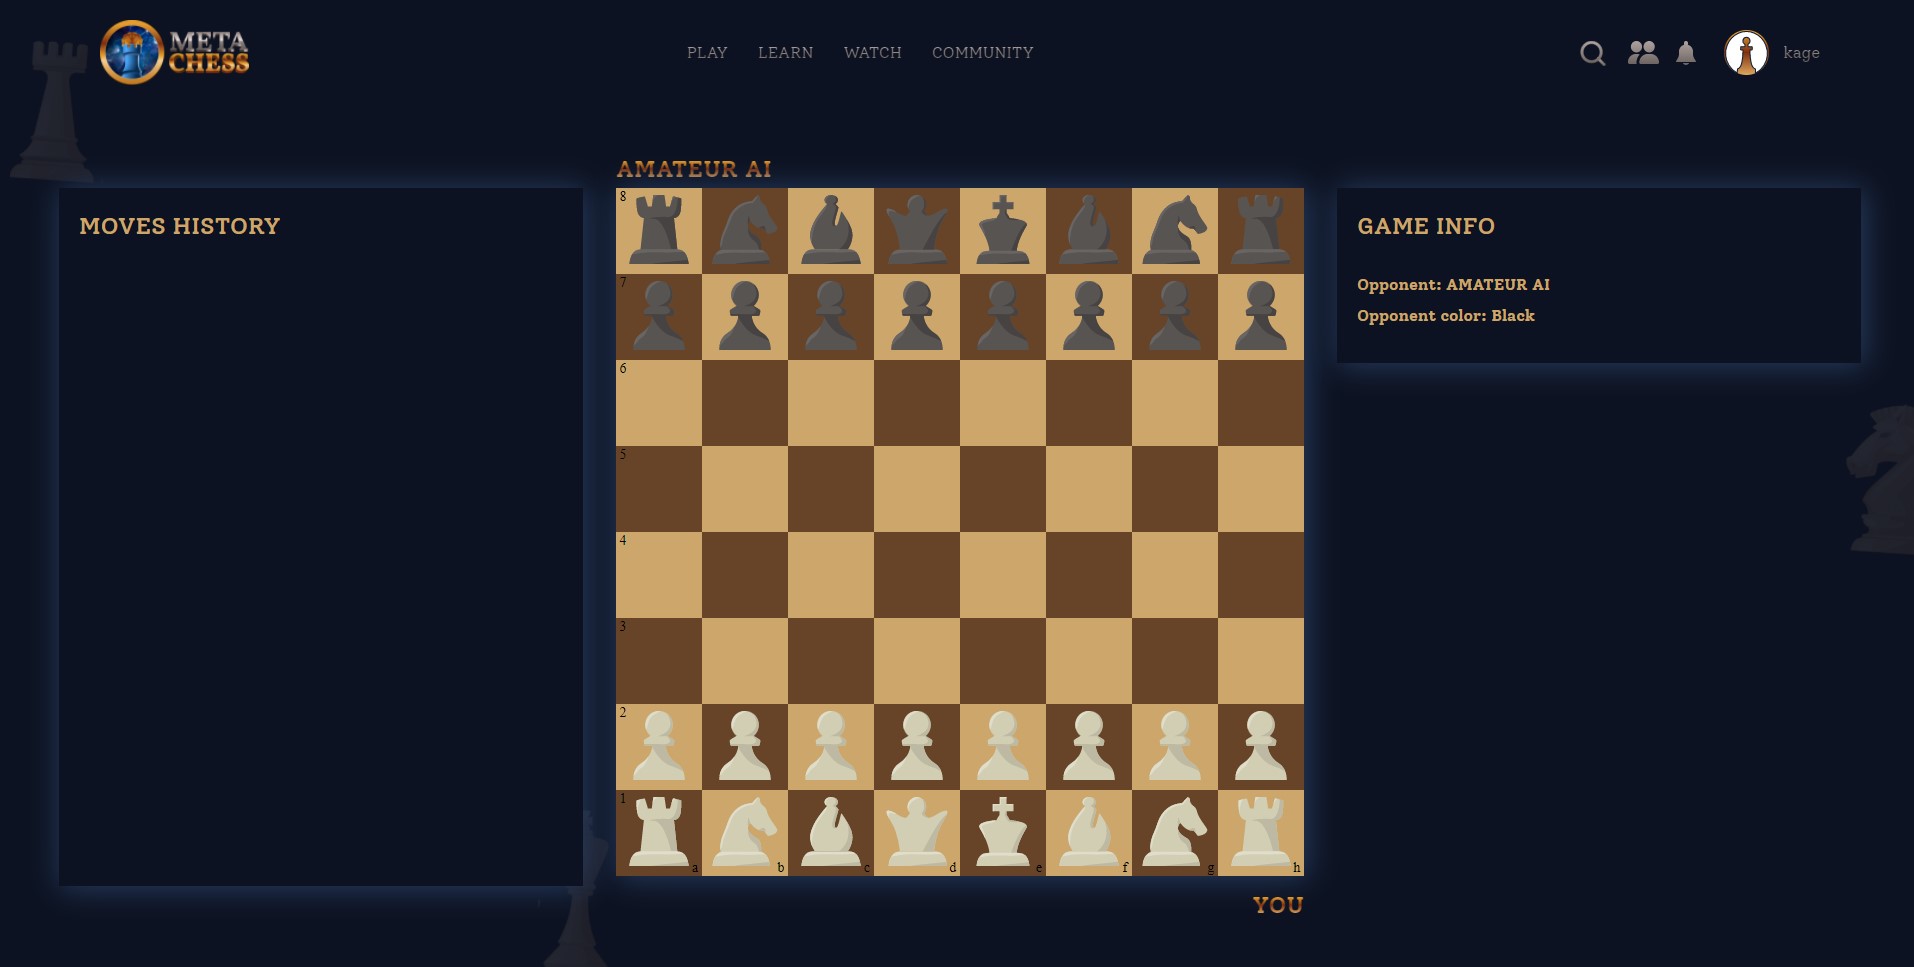 META
CHESS
PLAY LEARN WATCH COMMUNITY
kage
AMATEUR AI
MOVES HISTORY
GAME INFO
Opponent: AMATEUR AI
Opponent color: Black
8
7
6
5
4
3
2
1
a b c d e f g h
YOU